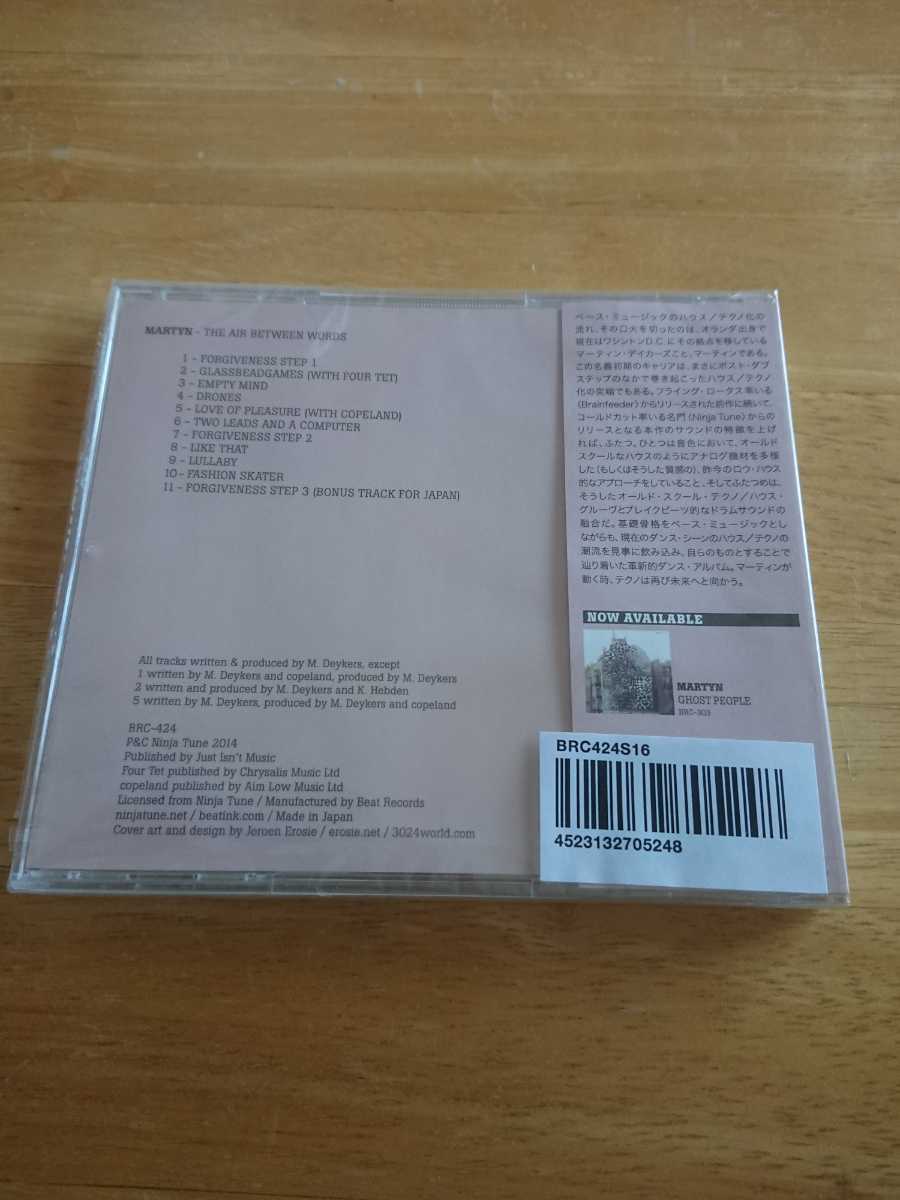 MARTYN - THE AIR BETWEEN WORDS
1 - FORGIVENESS STEP 1
2 - GLASSBEADGAMES (WITH FOUR TET)
3 - EMPTY MIND
4 - DRONES
5 - LOVE OF PLEASURE (WITH COPELAND)
6 - TWO LEADS AND A COMPUTER
7 - FORGIVENESS STEP 2
8 - LIKE THAT
9 - LULLABY
10 - FASHION SKATER
11 - FORGIVENESS STEP 3 (BONUS TRACK FOR JAPAN)
All tracks written & produced by M. Deykers, except
1 written by M. Deykers and copeland, produced by M. Deykers
2 written and produced by M. Deykers and K. Hebden
5 written by M. Deykers, produced by M. Deykers and copeland
BRC-424
P&C Ninja Tune 2014
Published by Just Isn't Music
Four Tet published by Chrysalis Music Ltd
copeland published by Aim Low Music Ltd
Licensed from Ninja Tune / Manufactured by Beat Records
ninjatune.net / beatink.com / Made in Japan
Cover art and design by Jeroen Erosie / erosie.net / 3024world.com
ベース・ミュージックのハウス/テクノ化の
流れ、その口火を切ったのは、オランダ出身で
現在はワシントンD.C.にその拠点を移している
マーティン・デイカーズこと、マーティンである。
この名義初期のキャリアは、まさにポスト・ダブ
ステップのなかで巻き起こったハウス/テクノ
化の突端でもある。フライング・ロータス率いる
〈Brainfeeder〉からリリースされた前作に続いて、
コールドカット率いる名門〈Ninja Tune〉からの
リリースとなる本作のサウンドの特徴を上げ
れば、ふたつ。ひとつは音色において、オールド
スクールなハウスのようにアナログ機材を多様
した(もしくはそうした質感の)、昨今のロウ・ハウス
的なアプローチをしていること、そしてふたつめは、
そうしたオールド・スクール・テクノ/ハウス・
グルーヴとブレイクビーツ的なドラムサウンドの
融合だ。基礎骨格をベース・ミュージックとし
ながらも、現在のダンス・シーンのハウス/テクノの
潮流を見事に飲み込み、自らのものとすることで
辿り着いた革新的ダンス・アルバム。マーティンが
動く時、テクノは再び未来へと向かう。
NOW AVAILABLE
MARTYN
GHOST PEOPLE
BRC-303
BRC424S16
4523132705248